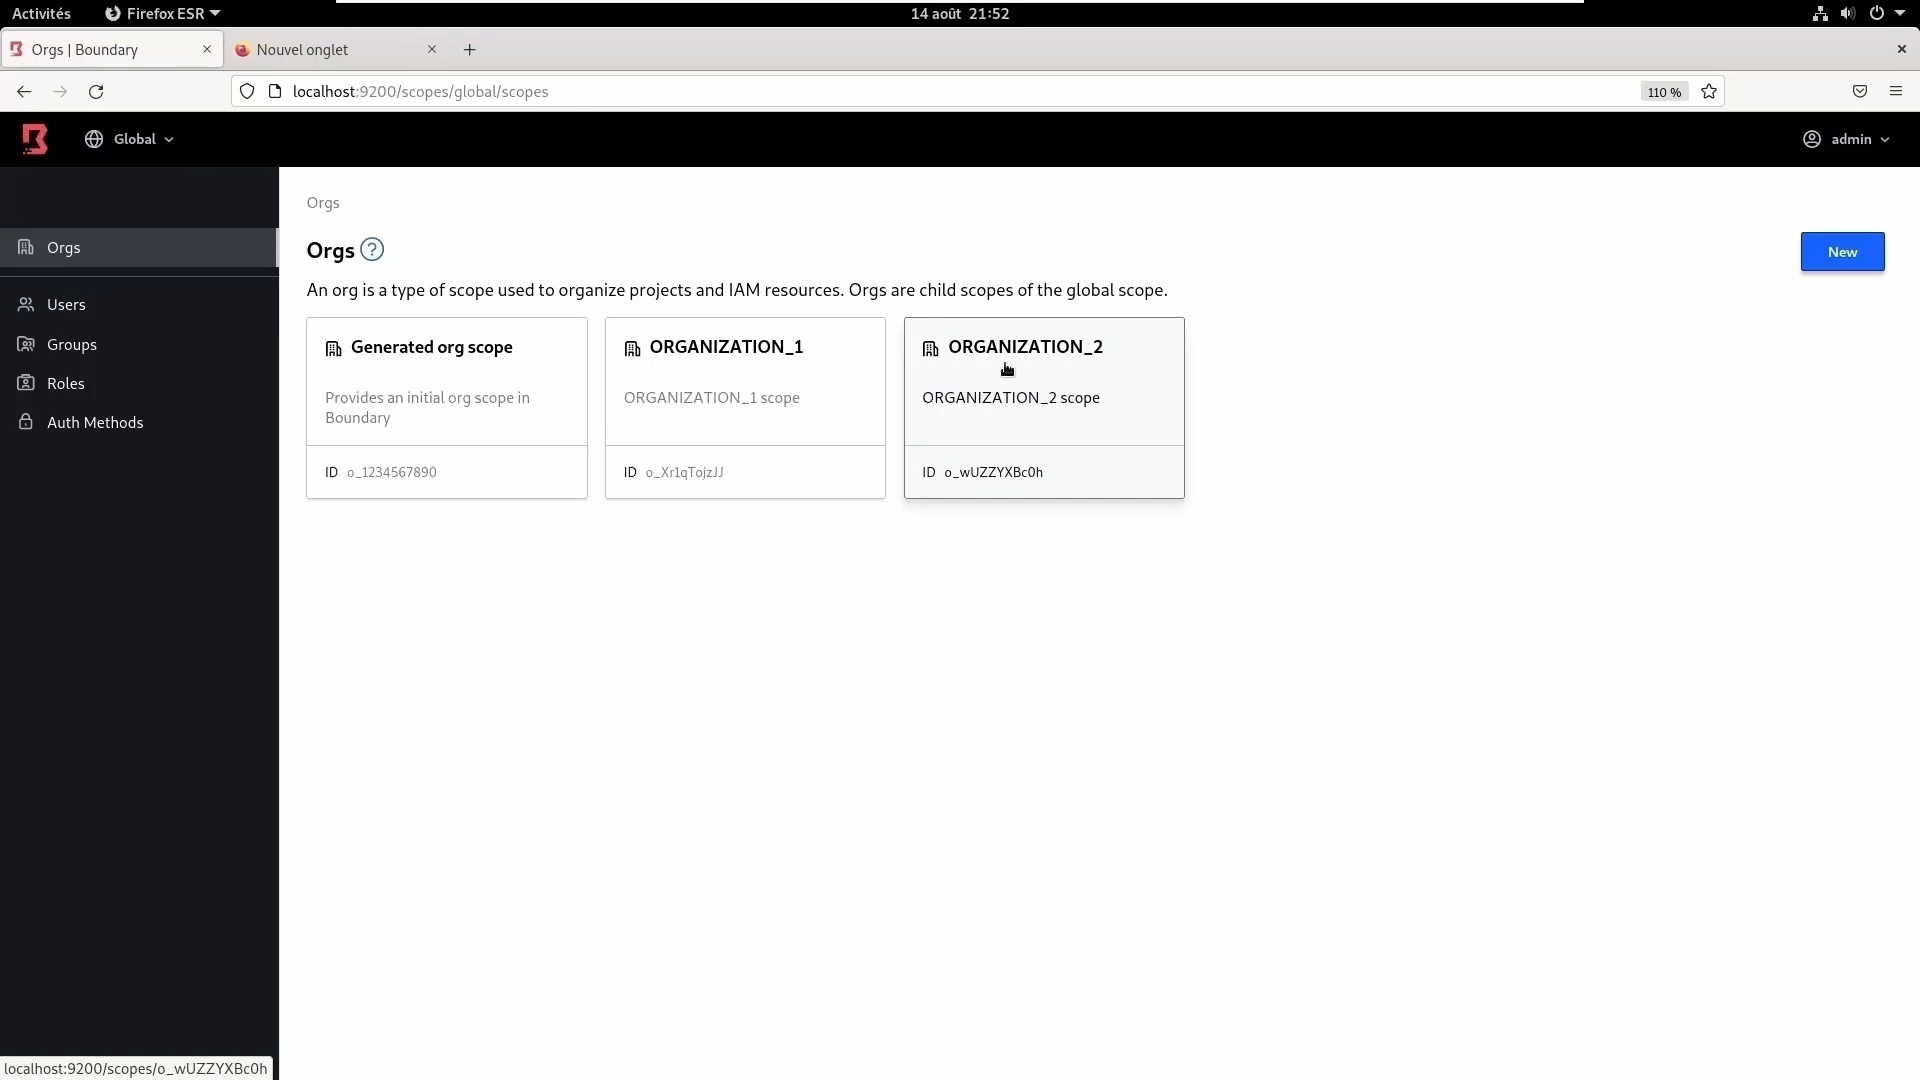 Activités
Firefox ESR
14 août 21:52
Orgs | Boundary
Nouvel onglet
localhost:9200/scopes/global/scopes
110 %
Global
admin
Orgs
Users
Groups
Roles
Auth Methods
Orgs
Orgs
New
An org is a type of scope used to organize projects and IAM resources. Orgs are child scopes of the global scope.
Generated org scope
Provides an initial org scope in
Boundary
ID o_1234567890
ORGANIZATION_1
ORGANIZATION_1 scope
ID o_Xr1qTojzJJ
ORGANIZATION_2
ORGANIZATION_2 scope
ID o_wUZZYXBc0h
localhost:9200/scopes/o_wUZZYXBc0h